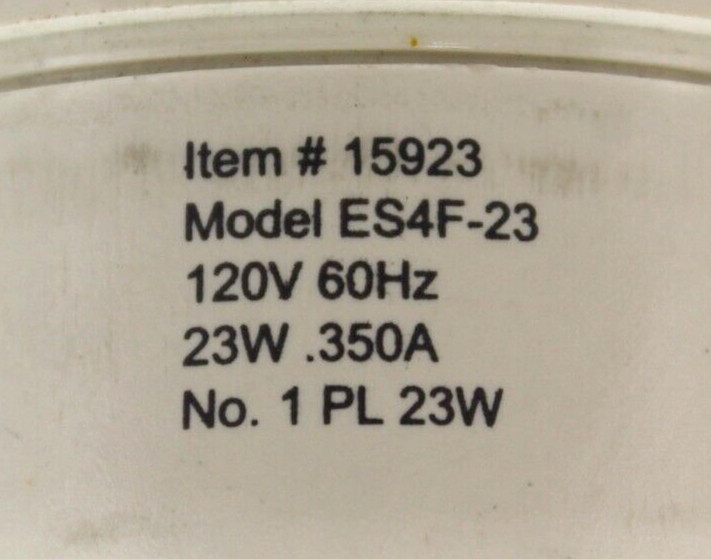 Item # 15923
Model ES4F-23
120V 60Hz
23W .350A
No. 1 PL 23W